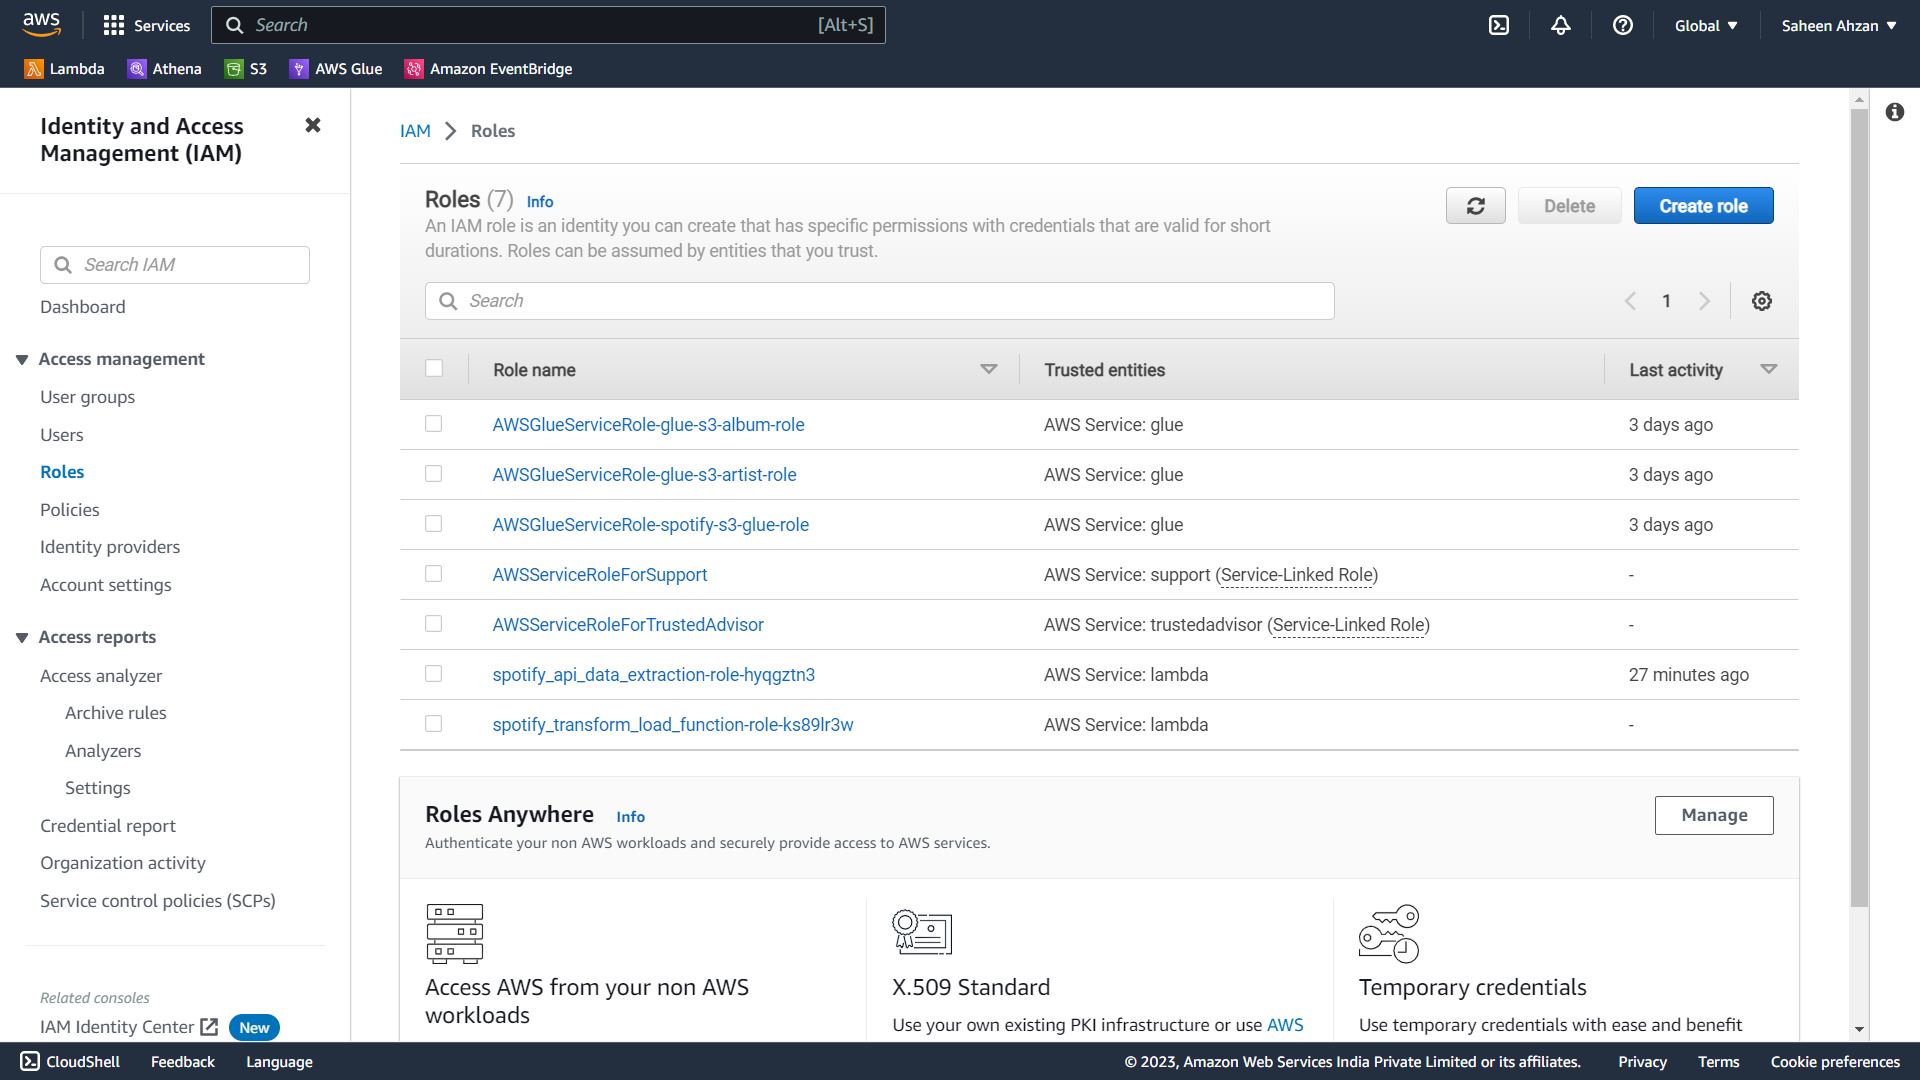 aws
Services
Search
[Alt+S]
Global
Saheen Ahzan
Lambda
Athena
S3
AWS Glue
Amazon EventBridge
Identity and Access
Management (IAM)
Search IAM
Dashboard
Access management
User groups
Users
Roles
Policies
Identity providers
Account settings
Access reports
Access analyzer
Archive rules
Analyzers
Settings
Credential report
Organization activity
Service control policies (SCPs)
Related consoles
IAM Identity Center
New
IAM > Roles
Roles (7) Info
An IAM role is an identity you can create that has specific permissions with credentials that are valid for short
durations. Roles can be assumed by entities that you trust.
Delete
Create role
Search
1
Role name Trusted entities Last activity
AWSGlueServiceRole-glue-s3-album-role AWS Service: glue 3 days ago
AWSGlueServiceRole-glue-s3-artist-role AWS Service: glue 3 days ago
AWSGlueServiceRole-spotify-s3-glue-role AWS Service: glue 3 days ago
AWSServiceRoleForSupport AWS Service: support (Service-Linked Role) -
AWSServiceRoleForTrustedAdvisor AWS Service: trustedadvisor (Service-Linked Role) -
spotify_api_data_extraction-role-hyqgztn3 AWS Service: lambda 27 minutes ago
spotify_transform_load_function-role-ks89lr3w AWS Service: lambda -
Roles Anywhere Info
Authenticate your non AWS workloads and securely provide access to AWS services.
Manage
Access AWS from your non AWS
workloads
X.509 Standard
Use your own existing PKI infrastructure or use AWS
Temporary credentials
Use temporary credentials with ease and benefit
CloudShell
Feedback
Language
© 2023, Amazon Web Services India Private Limited or its affiliates.
Privacy
Terms
Cookie preferences